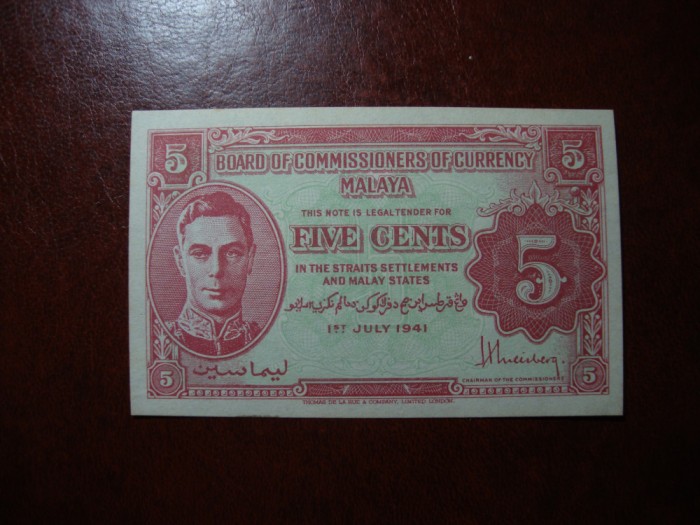 5 5
BOARD OF COMMISSIONERS OF CURRENCY
MALAYA
THIS NOTE IS LEGAL TENDER FOR
FIVE CENTS
5
IN THE STRAITS SETTLEMENTS
AND MALAY STATES
1ST JULY 1941
ليما سين
CHAIRMAN OF THE COMMISSIONERS
5 5
THOMAS DE LA RUE & COMPANY, LIMITED, LONDON.